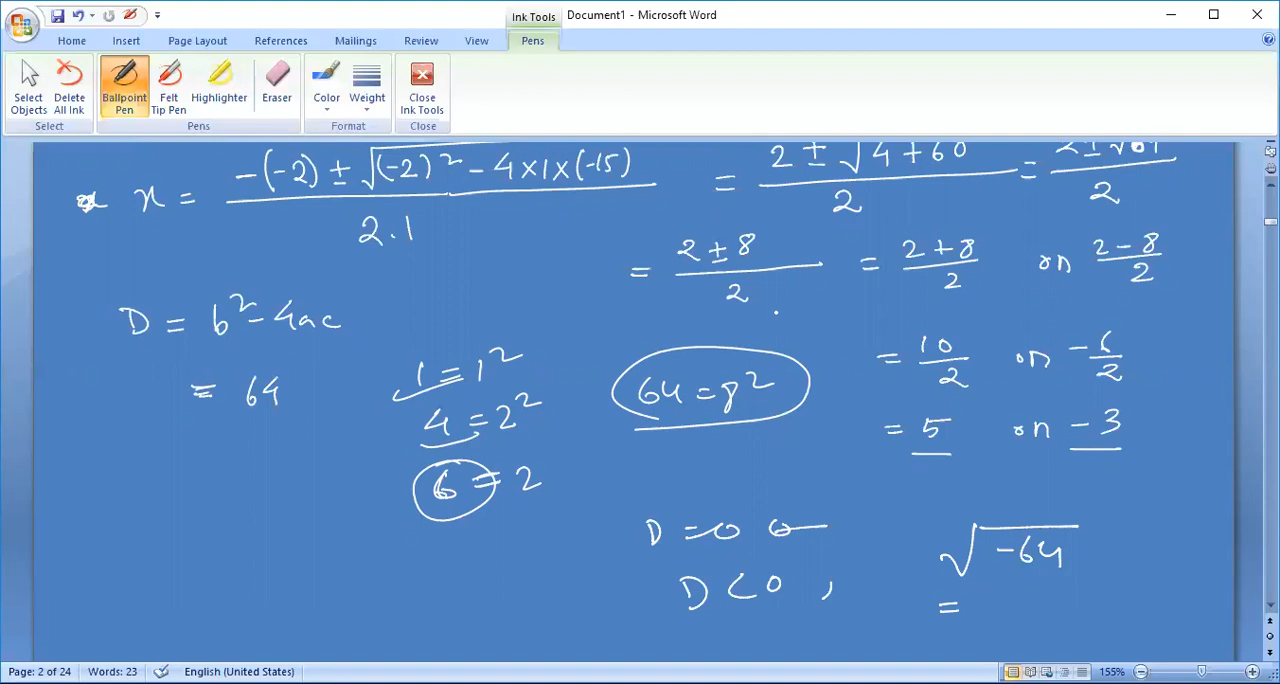 Ink Tools Document1 - Microsoft Word
Home Insert Page Layout References Mailings Review View Pens
Select Objects Delete All Ink Ballpoint Pen Felt Tip Pen Highlighter Eraser Color Weight Close Ink Tools
Select Pens Format Close
x = (-(-2) ± √((-2)² - 4×1×(-15))) / 2.1 = (2 ± √(4+60)) / 2 = (2 ± √64) / 2
= (2 ± 8) / 2 = (2+8) / 2 or (2-8) / 2
D = b² - 4ac
= 64
= 10/2 or -6/2
= 5 or -3
1 = 1²
4 = 2²
6 = 2
64 = 8²
D = 0
D < 0 ,
√-64
=
Page: 2 of 24 Words: 23 English (United States) 155%